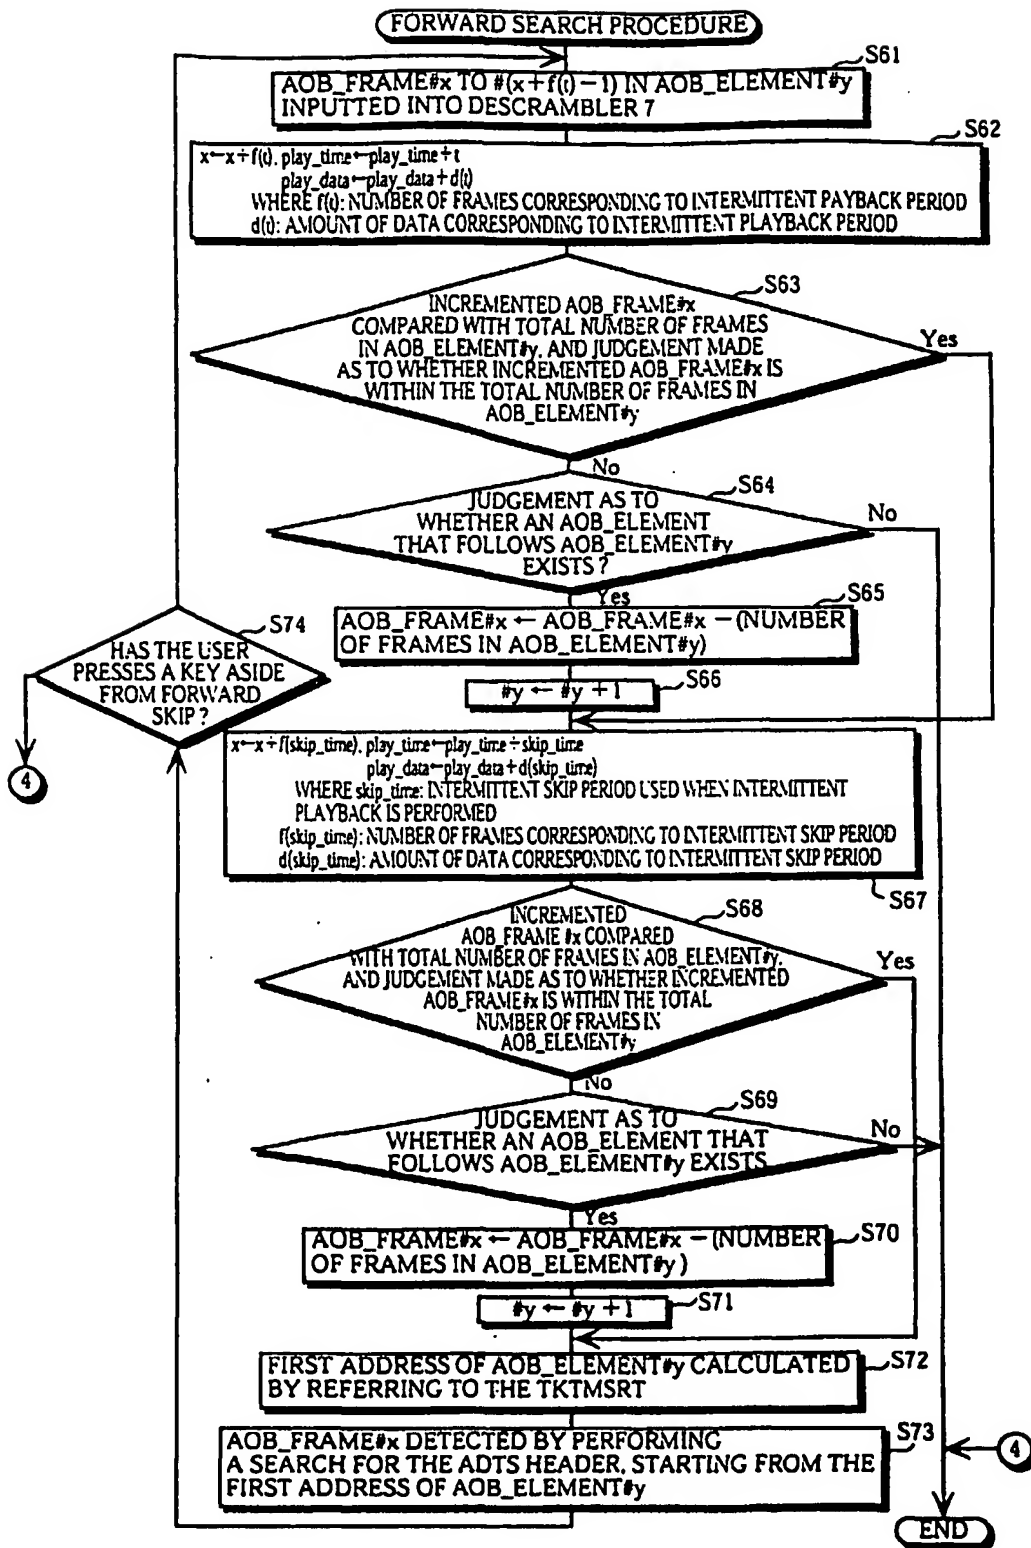 FORWARD SEARCH PROCEDURE
S61
AOB_FRAME#x TO #(x+f(t)−1) IN AOB_ELEMENT#y
INPUTTED INTO DESCRAMBLER 7
S62
x←x+f(t), play_time←play_time+t
play_data←play_data+d(t)
WHERE f(t): NUMBER OF FRAMES CORRESPONDING TO INTERMITTENT PAYBACK PERIOD
d(t): AMOUNT OF DATA CORRESPONDING TO INTERMITTENT PLAYBACK PERIOD
S63
INCREMENTED AOB_FRAME#x
COMPARED WITH TOTAL NUMBER OF FRAMES
IN AOB_ELEMENT#y, AND JUDGEMENT MADE
AS TO WHETHER INCREMENTED AOB_FRAME#x IS
WITHIN THE TOTAL NUMBER OF FRAMES IN
AOB_ELEMENT#y
Yes
No
S64
JUDGEMENT AS TO
WHETHER AN AOB_ELEMENT
THAT FOLLOWS AOB_ELEMENT#y
EXISTS ?
No
Yes
S65
AOB_FRAME#x ← AOB_FRAME#x − (NUMBER
OF FRAMES IN AOB_ELEMENT#y)
S66
#y ← #y + 1
S74
HAS THE USER
PRESSES A KEY ASIDE
FROM FORWARD
SKIP ?
4
x←x+f(skip_time), play_time←play_time+skip_time
play_data←play_data+d(skip_time)
WHERE skip_time: INTERMITTENT SKIP PERIOD USED WHEN INTERMITTENT
PLAYBACK IS PERFORMED
f(skip_time): NUMBER OF FRAMES CORRESPONDING TO INTERMITTENT SKIP PERIOD
d(skip_time): AMOUNT OF DATA CORRESPONDING TO INTERMITTENT SKIP PERIOD
S67
S68
INCREMENTED
AOB_FRAME #x COMPARED
WITH TOTAL NUMBER OF FRAMES IN AOB_ELEMENT#y,
AND JUDGEMENT MADE AS TO WHETHER INCREMENTED
AOB_FRAME#x IS WITHIN THE TOTAL
NUMBER OF FRAMES IN
AOB_ELEMENT#y
Yes
No
S69
JUDGEMENT AS TO
WHETHER AN AOB_ELEMENT THAT
FOLLOWS AOB_ELEMENT#y EXISTS
No
Yes
S70
AOB_FRAME#x ← AOB_FRAME#x − (NUMBER
OF FRAMES IN AOB_ELEMENT#y )
S71
#y ← #y + 1
S72
FIRST ADDRESS OF AOB_ELEMENT#y CALCULATED
BY REFERRING TO THE TKTMSRT
S73
AOB_FRAME#x DETECTED BY PERFORMING
A SEARCH FOR THE ADTS HEADER, STARTING FROM THE
FIRST ADDRESS OF AOB_ELEMENT#y
4
END